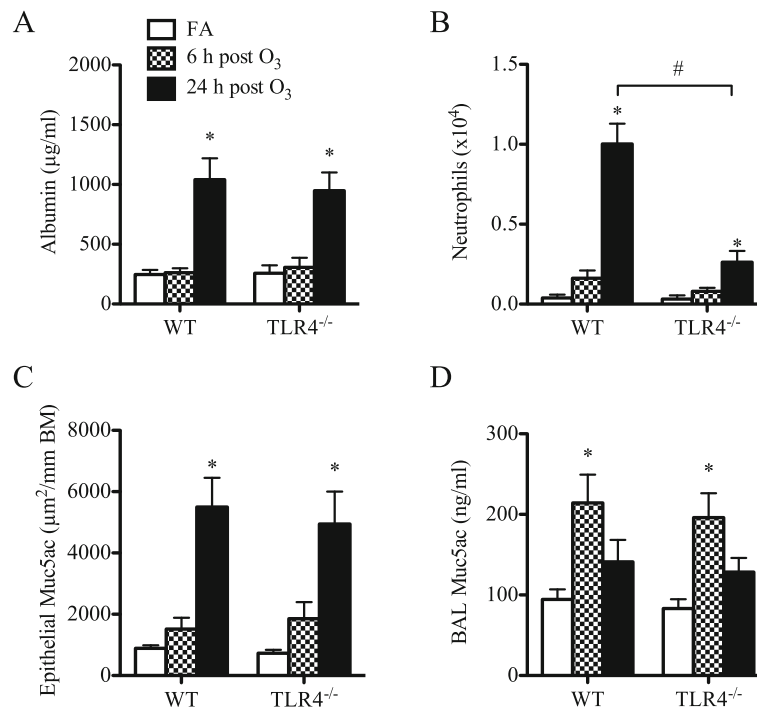 A
FA
6 h post O₃
24 h post O₃
Albumin (μg/ml)
2000
1500
1000
500
0
*
*
WT
TLR4⁻/⁻
B
Neutrophils (x10⁴)
1.5
1.0
0.5
0.0
#
*
*
WT
TLR4⁻/⁻
C
Epithelial Muc5ac (μm²/mm BM)
8000
6000
4000
2000
0
*
*
WT
TLR4⁻/⁻
D
BAL Muc5ac (ng/ml)
300
200
100
0
*
*
WT
TLR4⁻/⁻